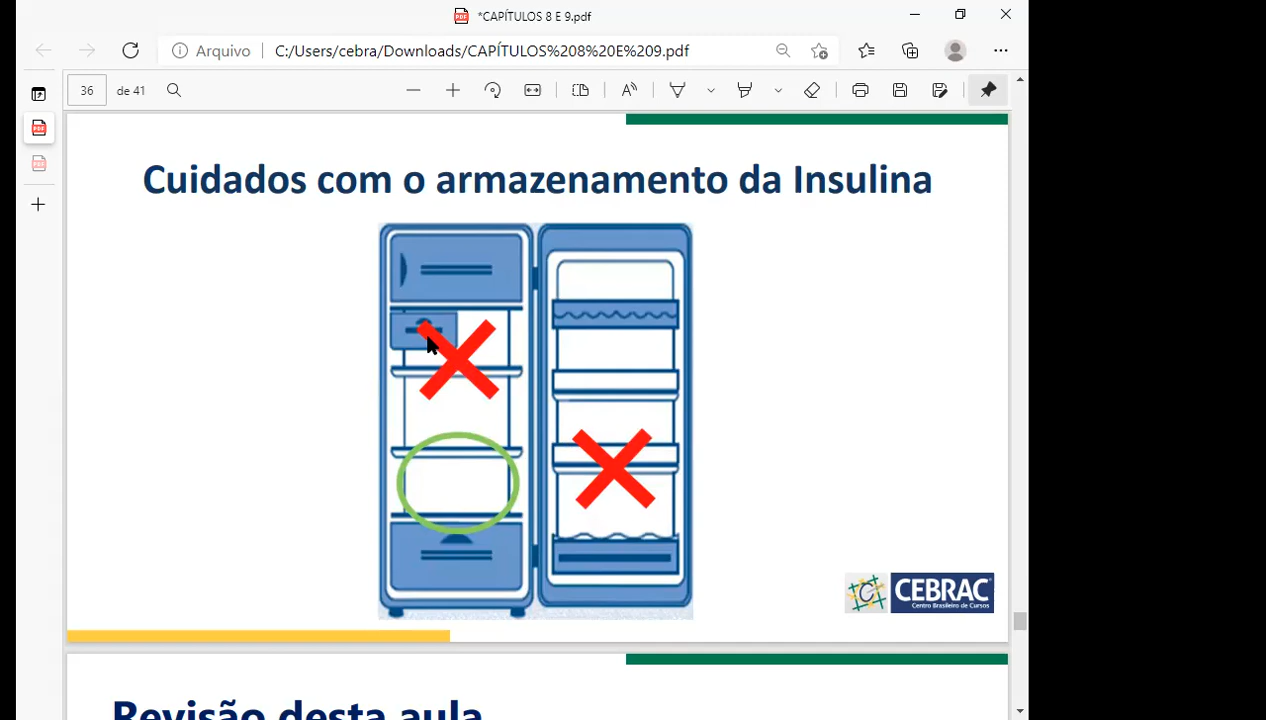 *CAPÍTULOS 8 E 9.pdf
Arquivo
C:/Users/cebra/Downloads/CAPÍTULOS%208%20E%209.pdf
36
de 41
Cuidados com o armazenamento da Insulina
CEBRAC
Centro Brasileiro de Cursos
Revisão desta aula